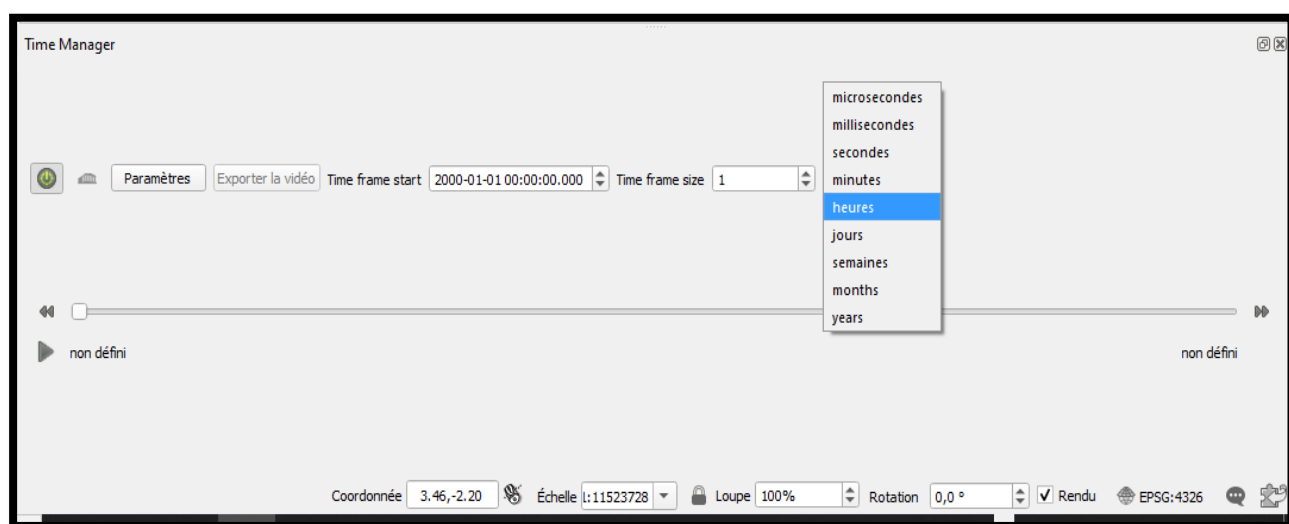 Time Manager
microsecondes
millisecondes
secondes
Paramètres Exporter la vidéo Time frame start 2000-01-01 00:00:00.000 Time frame size 1 minutes
heures
jours
semaines
months
years
non défini non défini
Coordonnée 3.46,-2.20 Échelle 1:11523728 Loupe 100% Rotation 0,0 ° Rendu EPSG:4326